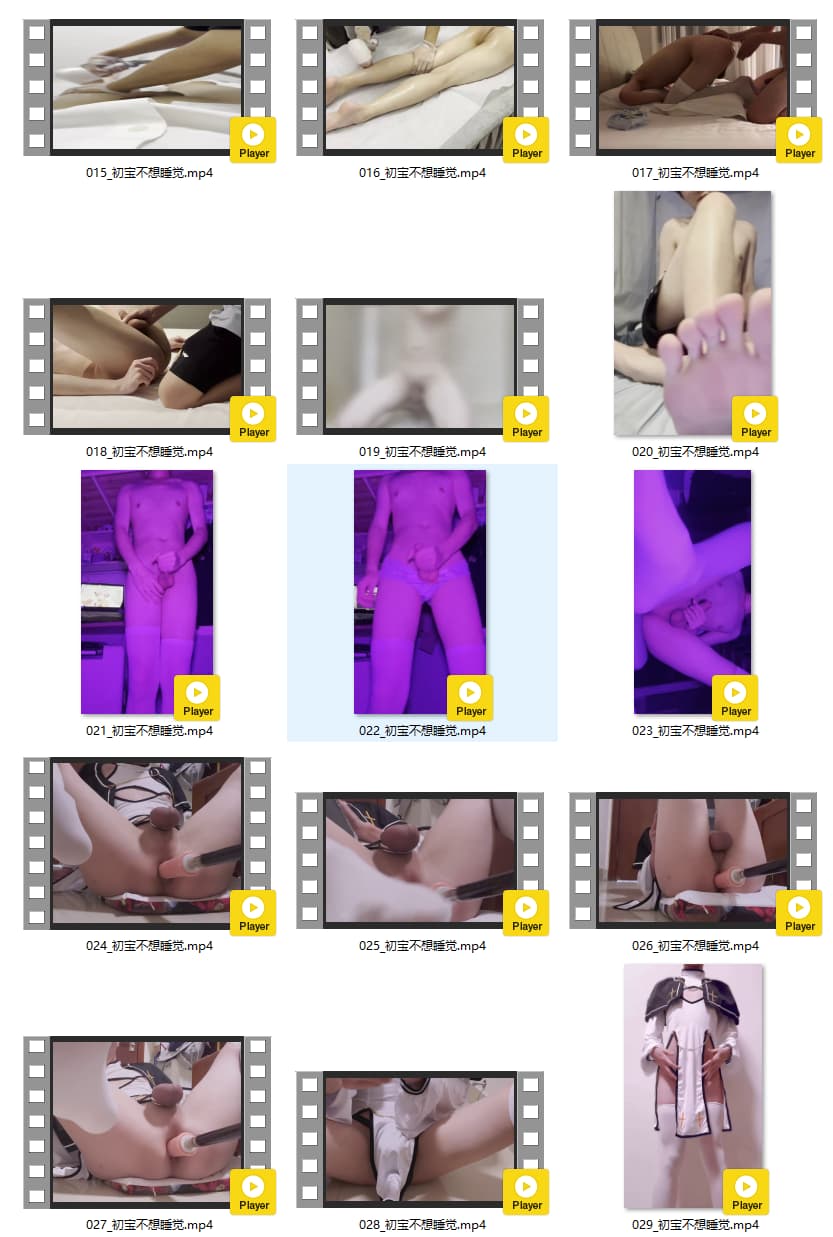 Player
Player
Player
015_初宝不想睡觉.mp4
016_初宝不想睡觉.mp4
017_初宝不想睡觉.mp4
Player
Player
Player
018_初宝不想睡觉.mp4
019_初宝不想睡觉.mp4
020_初宝不想睡觉.mp4
Player
Player
Player
021_初宝不想睡觉.mp4
022_初宝不想睡觉.mp4
023_初宝不想睡觉.mp4
Player
Player
Player
024_初宝不想睡觉.mp4
025_初宝不想睡觉.mp4
026_初宝不想睡觉.mp4
Player
Player
Player
027_初宝不想睡觉.mp4
028_初宝不想睡觉.mp4
029_初宝不想睡觉.mp4